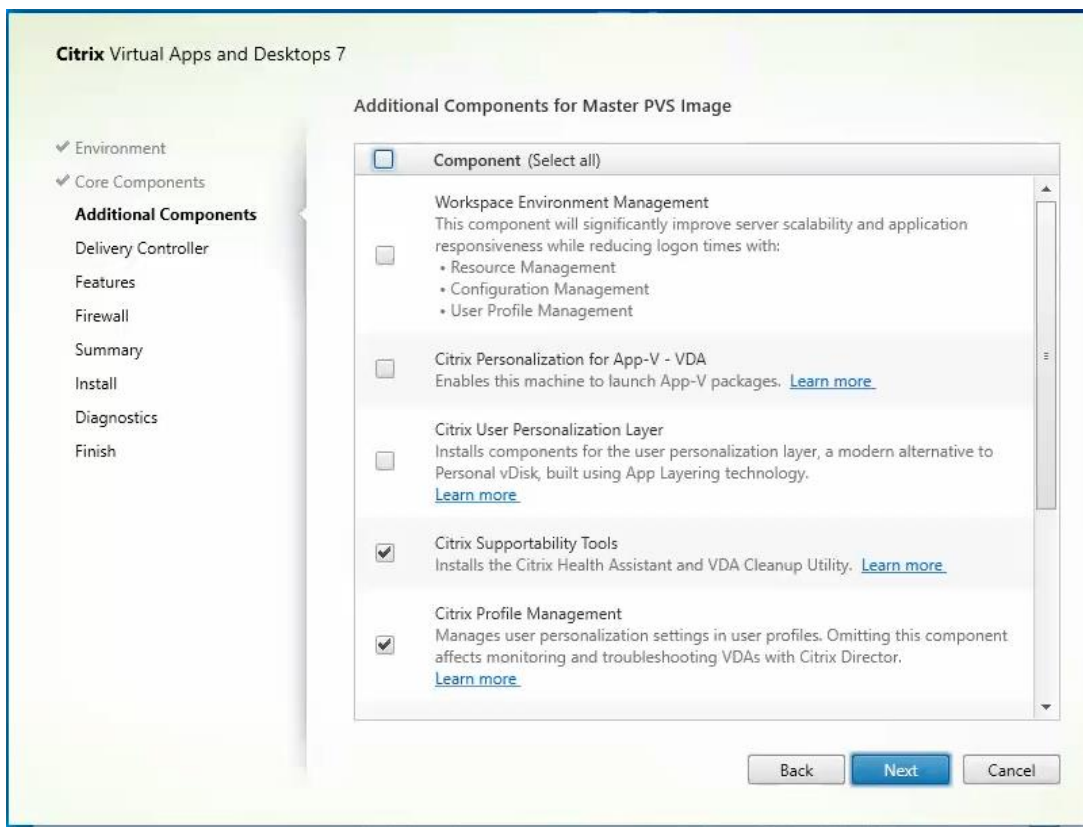 Citrix Virtual Apps and Desktops 7
Environment
Core Components
Additional Components
Delivery Controller
Features
Firewall
Summary
Install
Diagnostics
Finish
Additional Components for Master PVS Image
Component (Select all)
Workspace Environment Management
This component will significantly improve server scalability and application
responsiveness while reducing logon times with:
• Resource Management
• Configuration Management
• User Profile Management
Citrix Personalization for App-V - VDA
Enables this machine to launch App-V packages. Learn more
Citrix User Personalization Layer
Installs components for the user personalization layer, a modern alternative to
Personal vDisk, built using App Layering technology.
Learn more
Citrix Supportability Tools
Installs the Citrix Health Assistant and VDA Cleanup Utility. Learn more
Citrix Profile Management
Manages user personalization settings in user profiles. Omitting this component
affects monitoring and troubleshooting VDAs with Citrix Director.
Learn more
Back
Next
Cancel